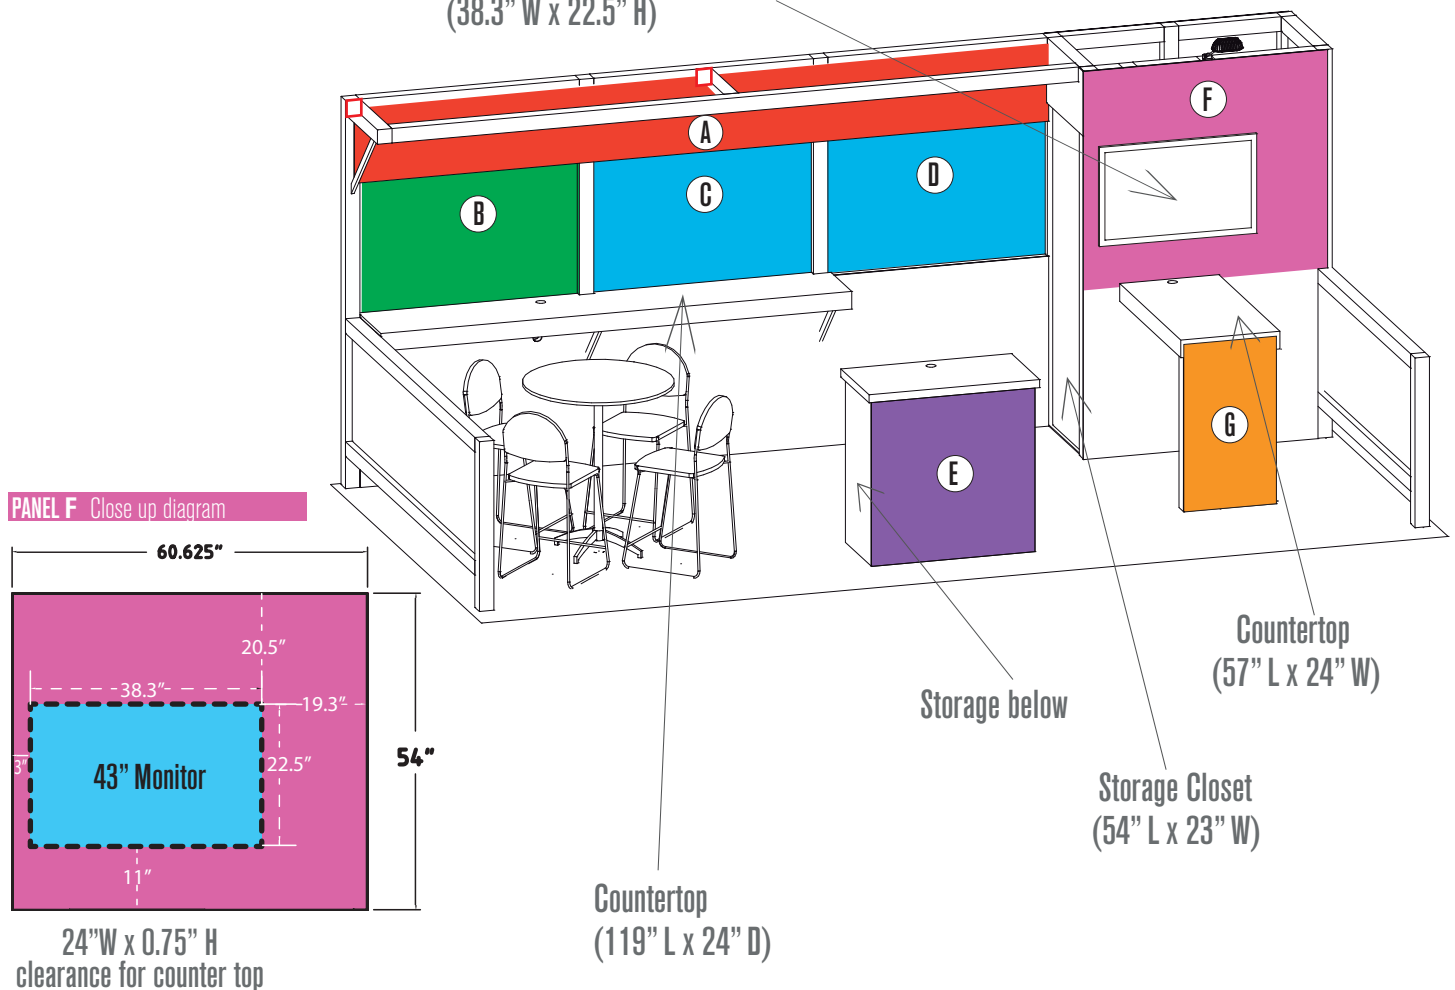 (38.3” W x 22.5” H)
F
A
D
C
B
G
E
PANEL F Close up diagram
60.625”
20.5”
38.3”
19.3”
3”
43” Monitor
22.5”
54”
11”
24”W x 0.75” H
clearance for counter top
Countertop
(119” L x 24” D)
Storage below
Storage Closet
(54” L x 23” W)
Countertop
(57” L x 24” W)